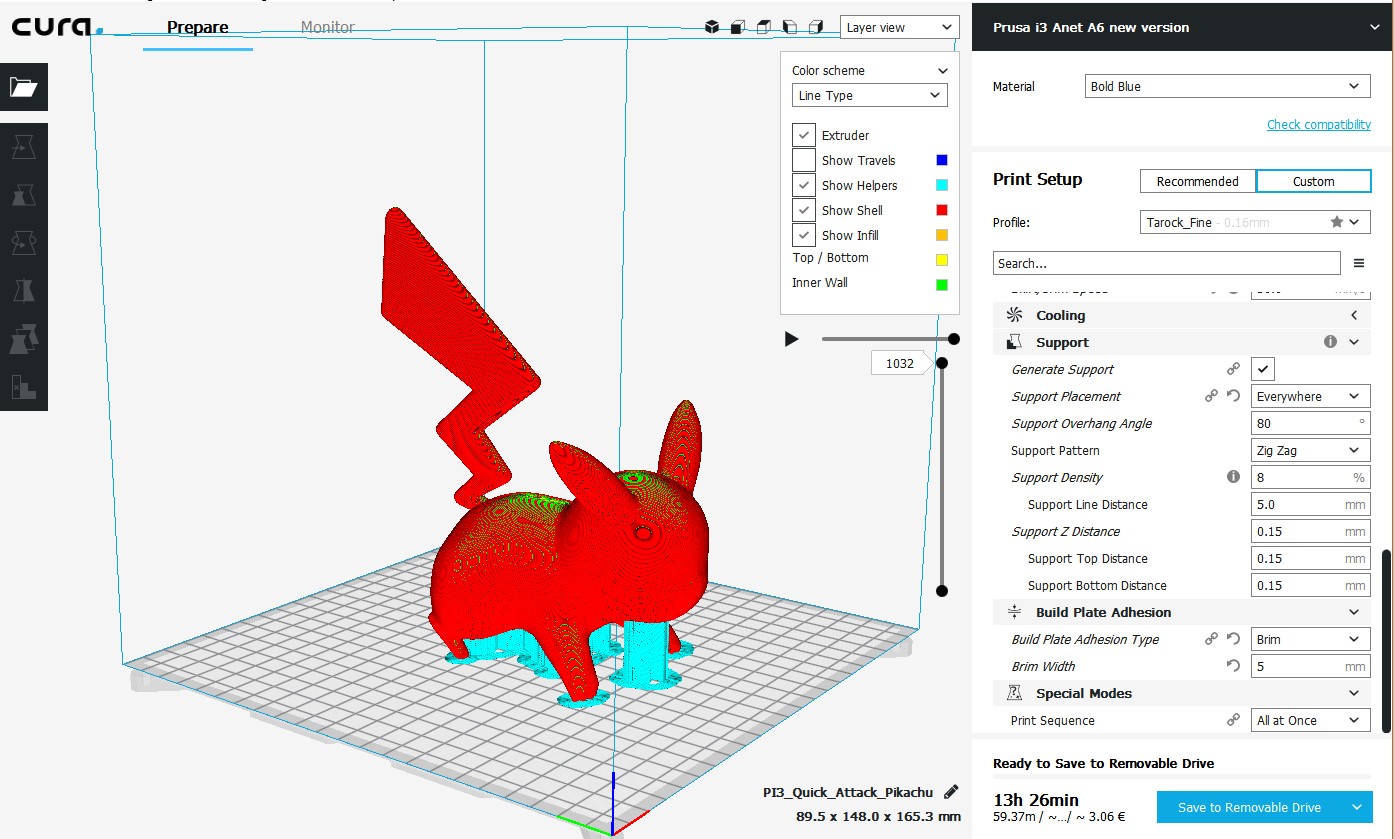 cura.
Prepare
Monitor
Layer view
Color scheme
Line Type
Extruder
Show Travels
Show Helpers
Show Shell
Show Infill
Top / Bottom
Inner Wall
1032
PI3_Quick_Attack_Pikachu
89.5 x 148.0 x 165.3 mm
Prusa i3 Anet A6 new version
Material Bold Blue
Check compatibility
Print Setup Recommended Custom
Profile: Tarock_Fine - 0.16mm
Search...
Cooling
Support
Generate Support
Support Placement Everywhere
Support Overhang Angle 80 °
Support Pattern Zig Zag
Support Density 8 %
Support Line Distance 5.0 mm
Support Z Distance 0.15 mm
Support Top Distance 0.15 mm
Support Bottom Distance 0.15 mm
Build Plate Adhesion
Build Plate Adhesion Type Brim
Brim Width 5 mm
Special Modes
Print Sequence All at Once
Ready to Save to Removable Drive
13h 26min
59.37m / ~.../ ~ 3.06 €
Save to Removable Drive